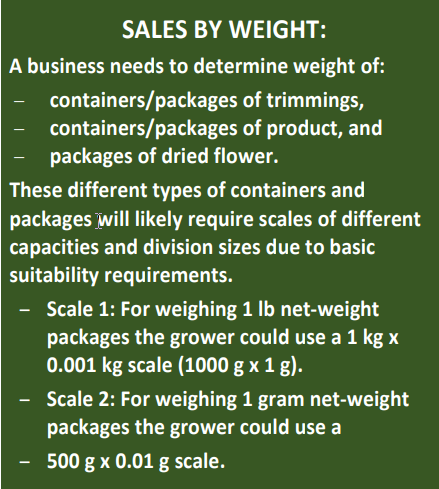 SALES BY WEIGHT:
A business needs to determine weight of:
– containers/packages of trimmings,
– containers/packages of product, and
– packages of dried flower.
These different types of containers and
packages will likely require scales of different
capacities and division sizes due to basic
suitability requirements.
– Scale 1: For weighing 1 lb net-weight
packages the grower could use a 1 kg x
0.001 kg scale (1000 g x 1 g).
– Scale 2: For weighing 1 gram net-weight
packages the grower could use a
– 500 g x 0.01 g scale.